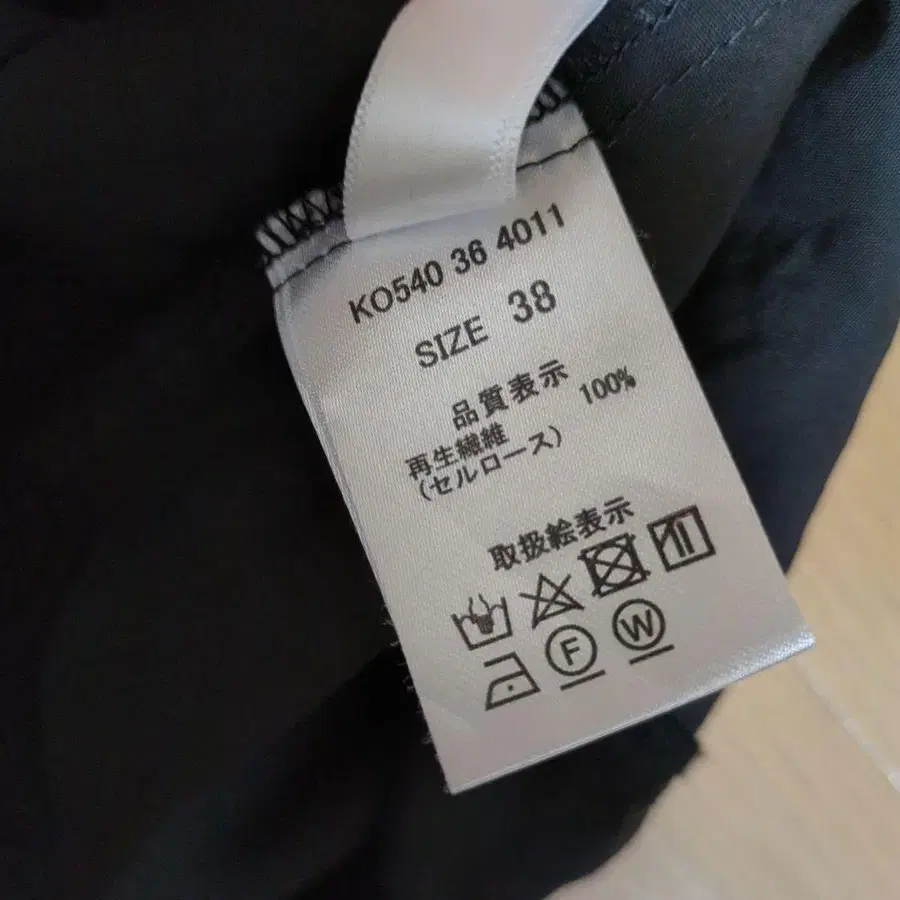 KO540 36 4011
SIZE 38
品質表示
再生繊維 100%
(セルロース)
取扱絵表示
F W